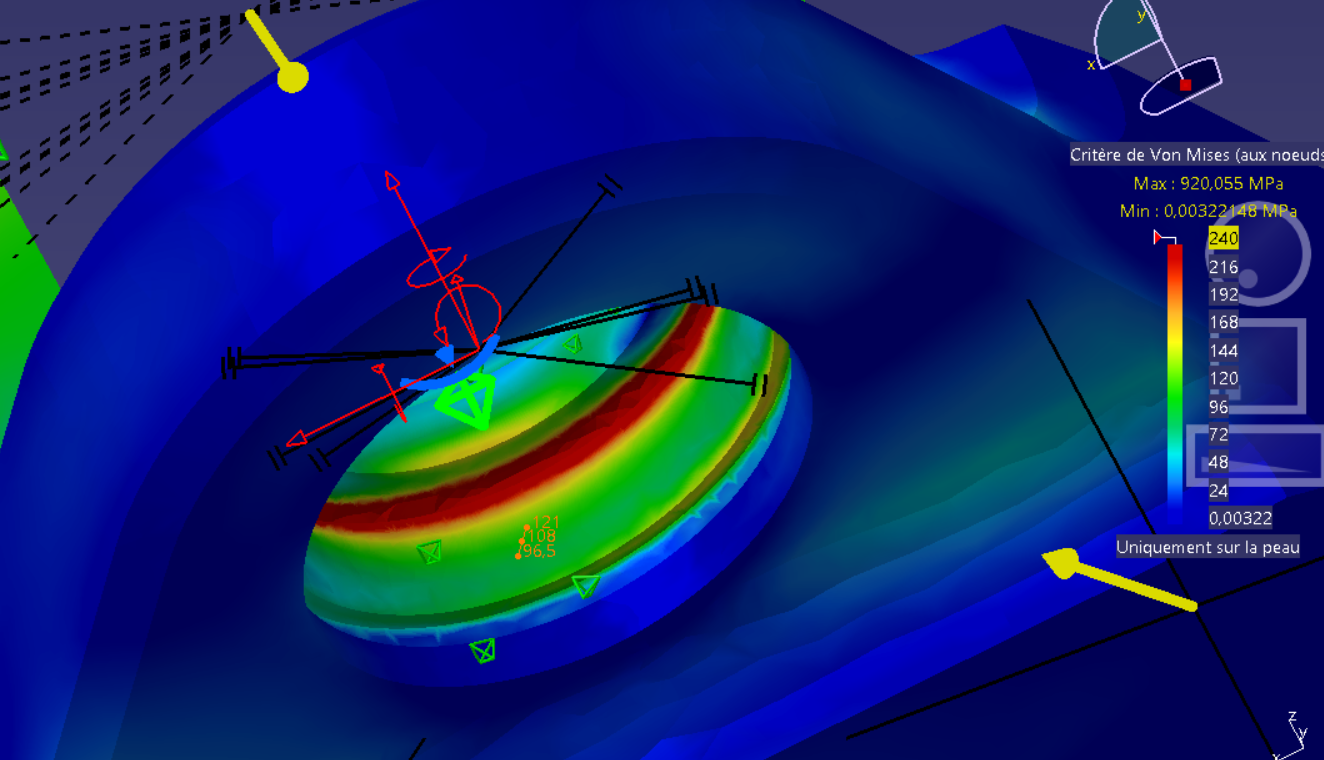 y
x
Critère de Von Mises (aux noeuds
Max : 920,055 MPa
Min : 0,00322148 MPa
240
216
192
168
144
120
96
72
48
24
0,00322
Uniquement sur la peau
121
108
96,5
z
y
x